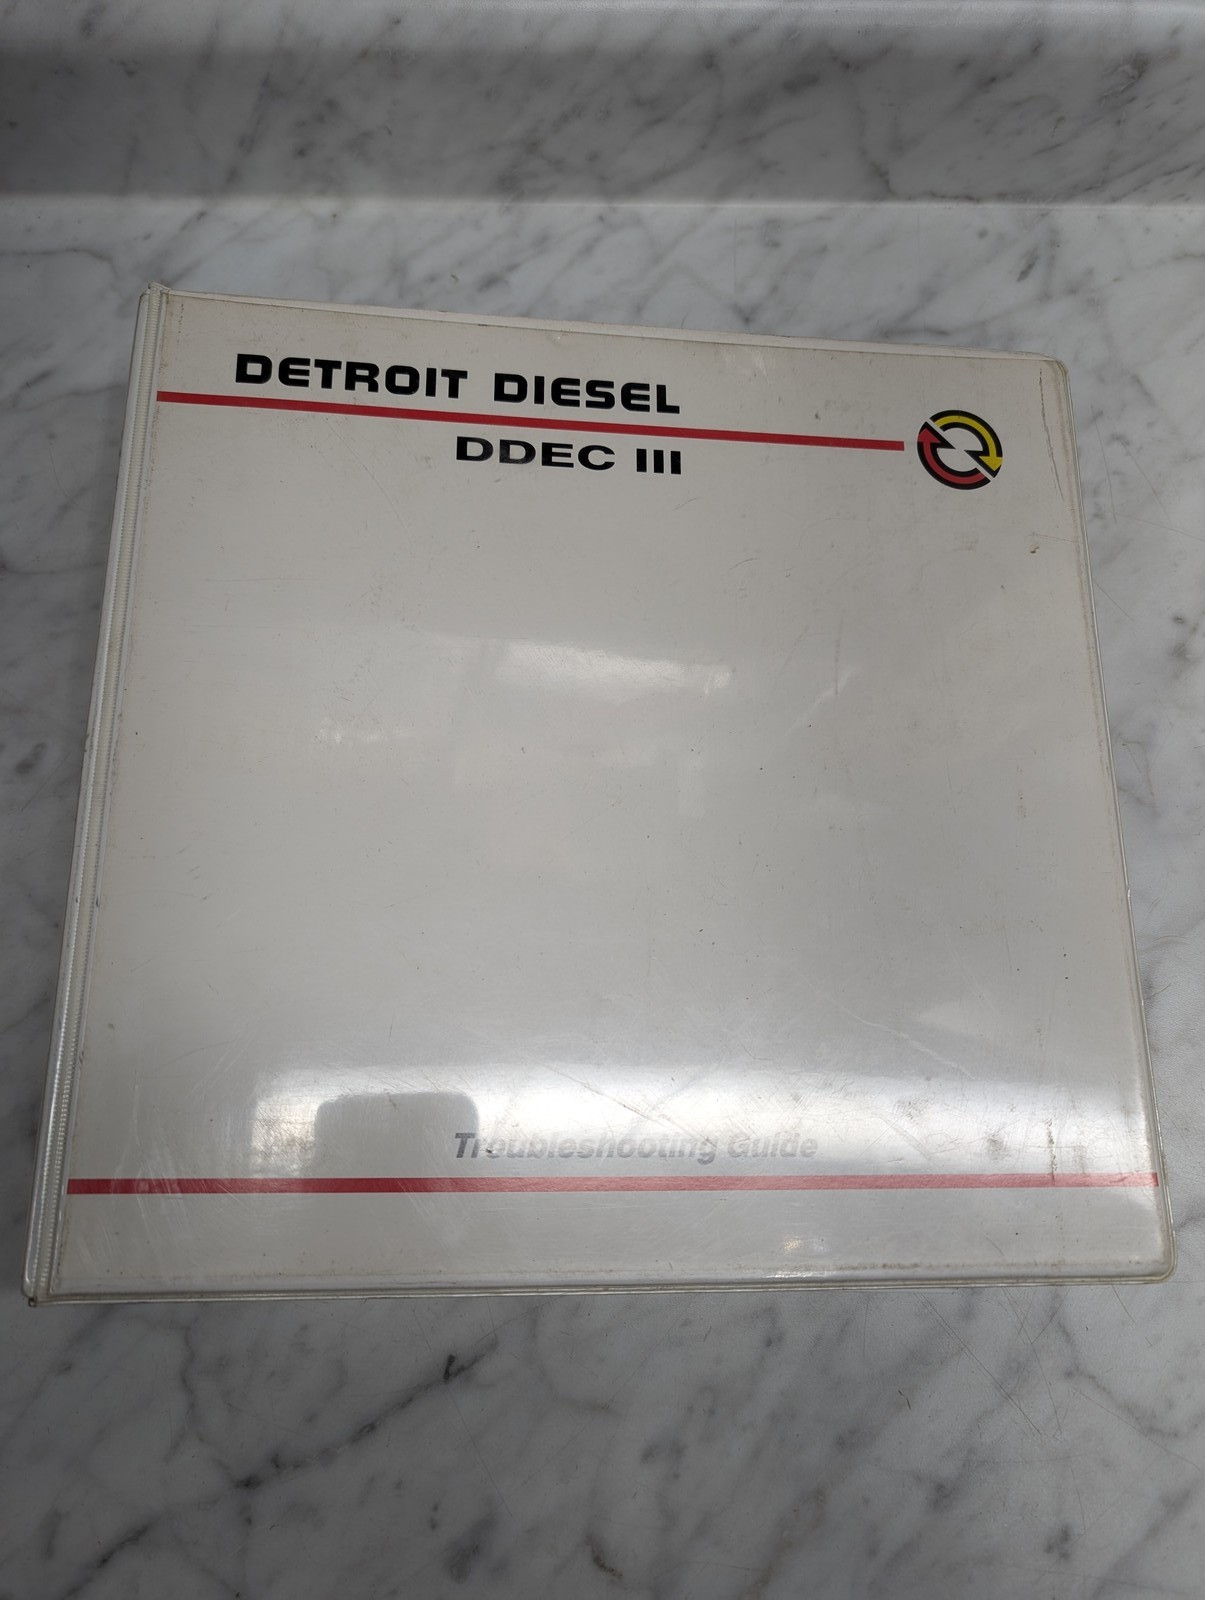 DETROIT DIESEL
DDEC III
Troubleshooting Guide